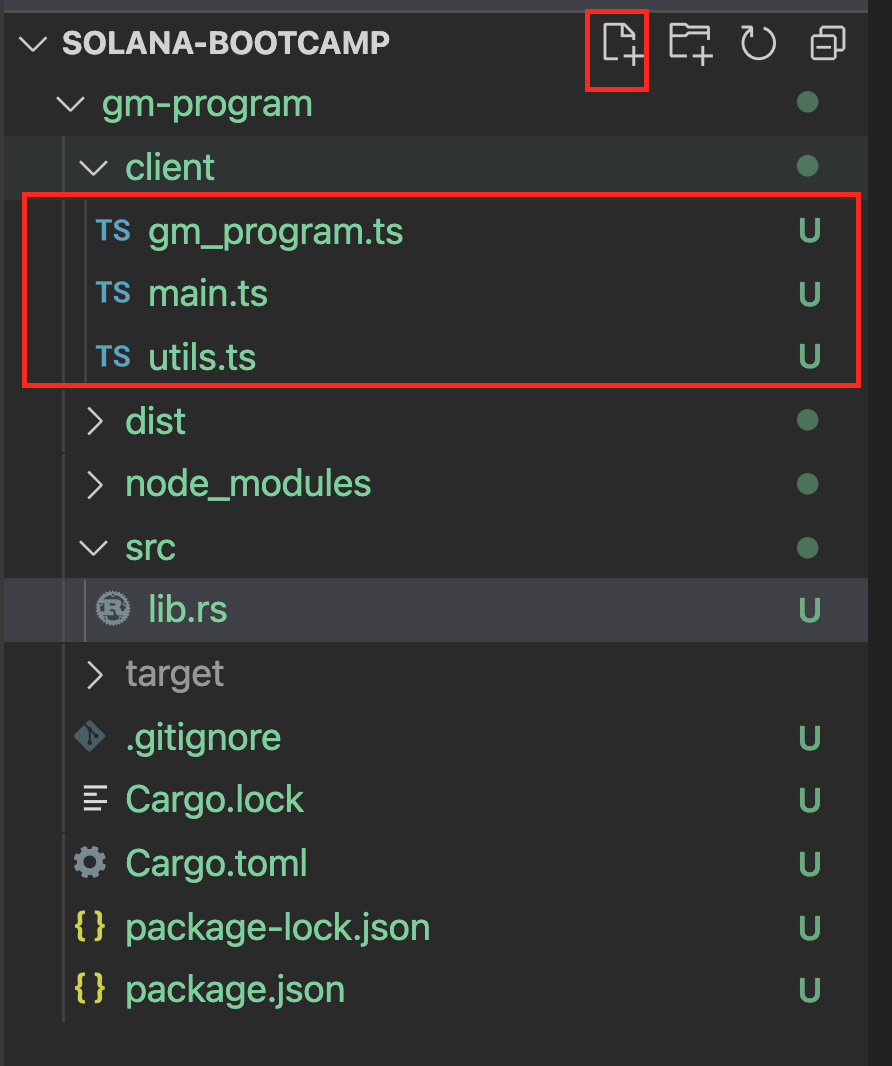 SOLANA-BOOTCAMP
gm-program
client
TS gm_program.ts U
TS main.ts U
TS utils.ts U
dist
node_modules
src
R lib.rs U
target
.gitignore U
Cargo.lock U
Cargo.toml U
{} package-lock.json U
{} package.json U